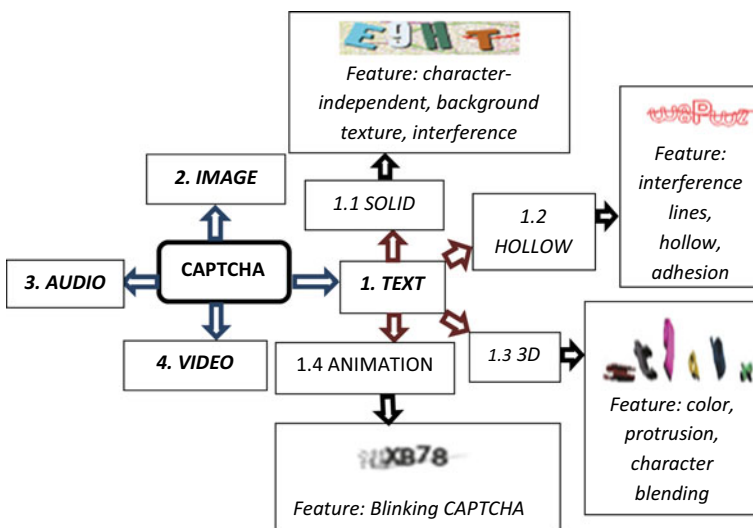 E9HT
Feature: character-
independent, background
texture, interference
Feature:
interference
lines,
hollow,
adhesion
2. IMAGE
1.1 SOLID
1.2
HOLLOW
CAPTCHA
3. AUDIO
1. TEXT
4. VIDEO
1.4 ANIMATION
1.3 3D
Feature: color,
protrusion,
character
blending
XB78
Feature: Blinking CAPTCHA